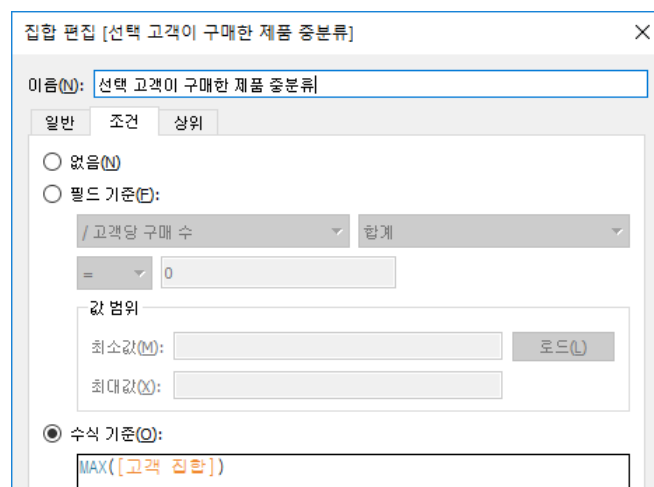 집합 편집 [선택 고객이 구매한 제품 중분류]
이름(N): 선택 고객이 구매한 제품 중분류
일반 조건 상위
없음(N)
필드 기준(F):
/ 고객당 구매 수 합계
= 0
값 범위
최소값(M): 로드(L)
최대값(X):
수식 기준(O):
MAX([고객 집합])